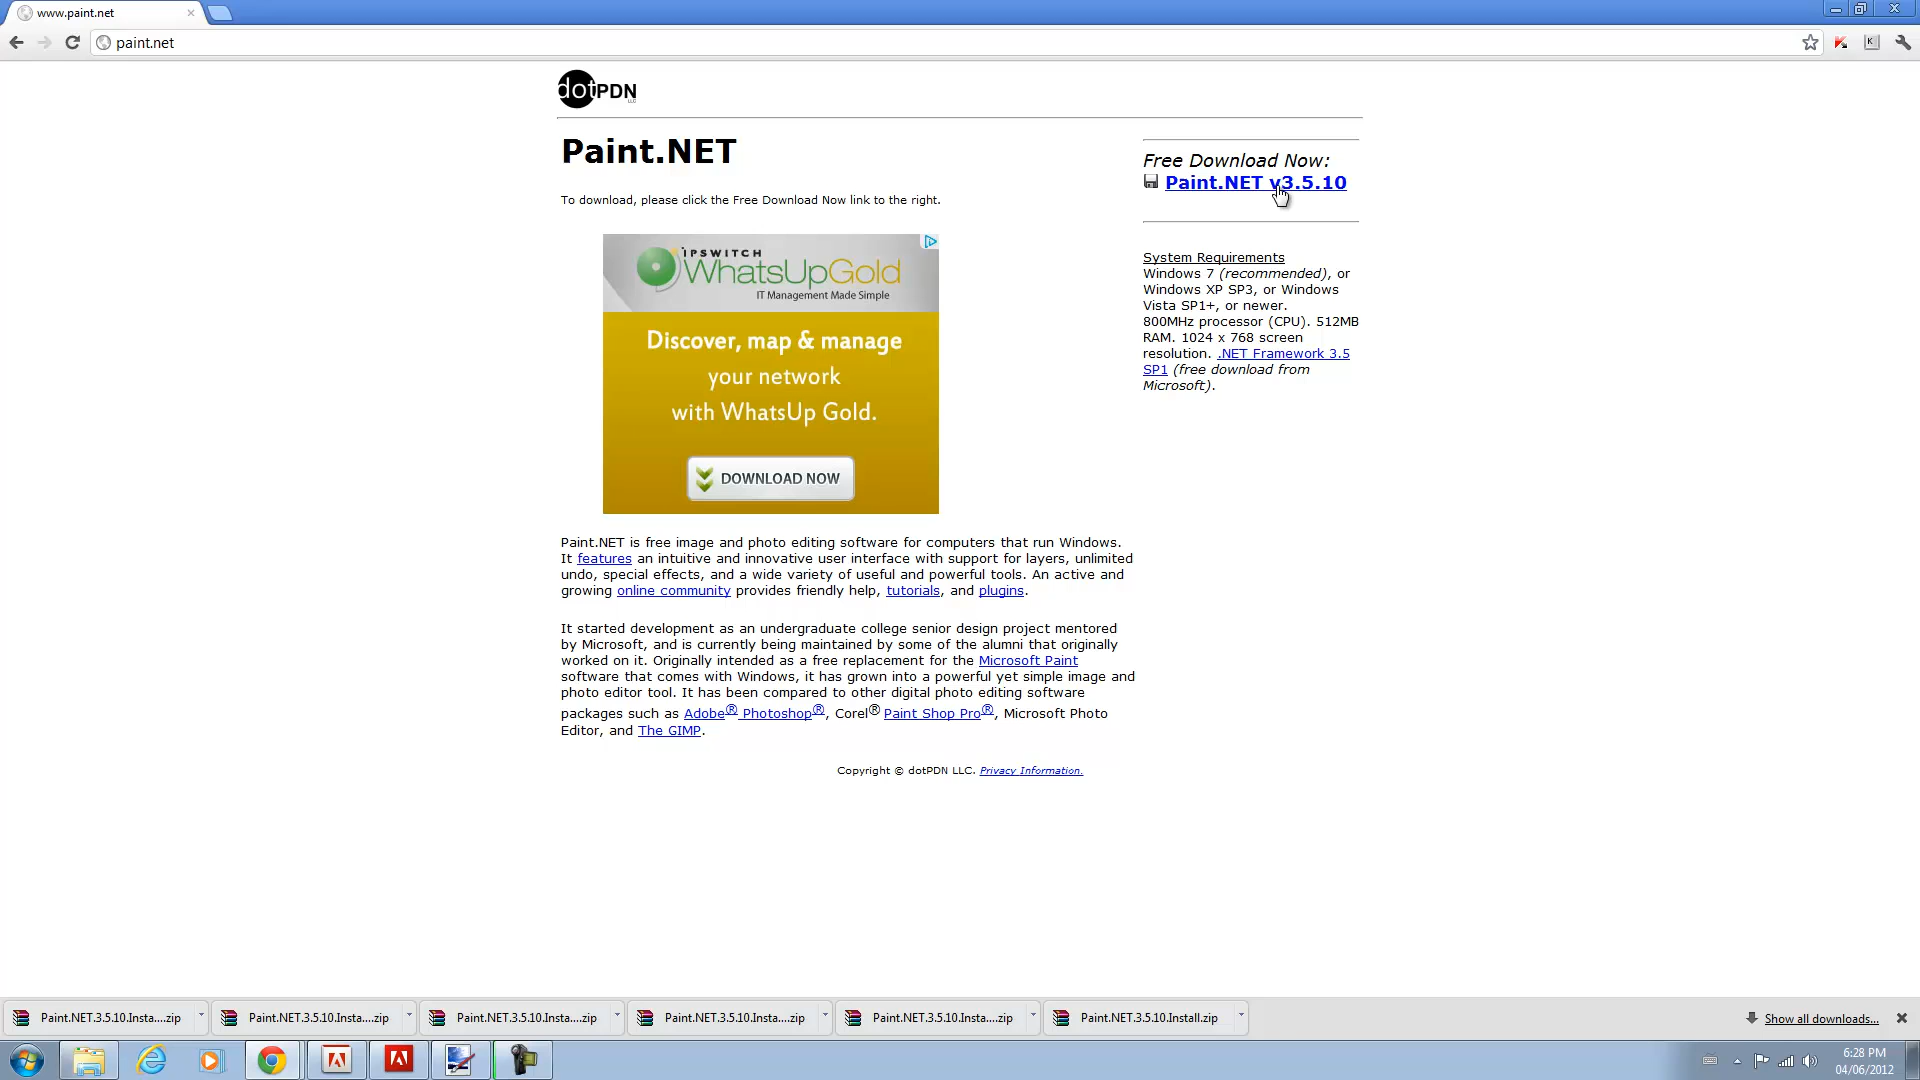 www.paint.net
paint.net
dotPDN
LLC
Paint.NET
To download, please click the Free Download Now link to the right.
Free Download Now:
Paint.NET v3.5.10
System Requirements
Windows 7 (recommended), or
Windows XP SP3, or Windows
Vista SP1+, or newer.
800MHz processor (CPU). 512MB
RAM. 1024 x 768 screen
resolution. .NET Framework 3.5
SP1 (free download from
Microsoft).
IPSWITCH
WhatsUpGold
IT Management Made Simple
Discover, map & manage
your network
with WhatsUp Gold.
DOWNLOAD NOW
Paint.NET is free image and photo editing software for computers that run Windows.
It features an intuitive and innovative user interface with support for layers, unlimited
undo, special effects, and a wide variety of useful and powerful tools. An active and
growing online community provides friendly help, tutorials, and plugins.
It started development as an undergraduate college senior design project mentored
by Microsoft, and is currently being maintained by some of the alumni that originally
worked on it. Originally intended as a free replacement for the Microsoft Paint
software that comes with Windows, it has grown into a powerful yet simple image and
photo editor tool. It has been compared to other digital photo editing software
packages such as Adobe® Photoshop®, Corel® Paint Shop Pro®, Microsoft Photo
Editor, and The GIMP.
Copyright © dotPDN LLC. Privacy Information.
Paint.NET.3.5.10.Insta....zip
Paint.NET.3.5.10.Insta....zip
Paint.NET.3.5.10.Insta....zip
Paint.NET.3.5.10.Insta....zip
Paint.NET.3.5.10.Insta....zip
Paint.NET.3.5.10.Install.zip
Show all downloads...
6:28 PM
04/06/2012